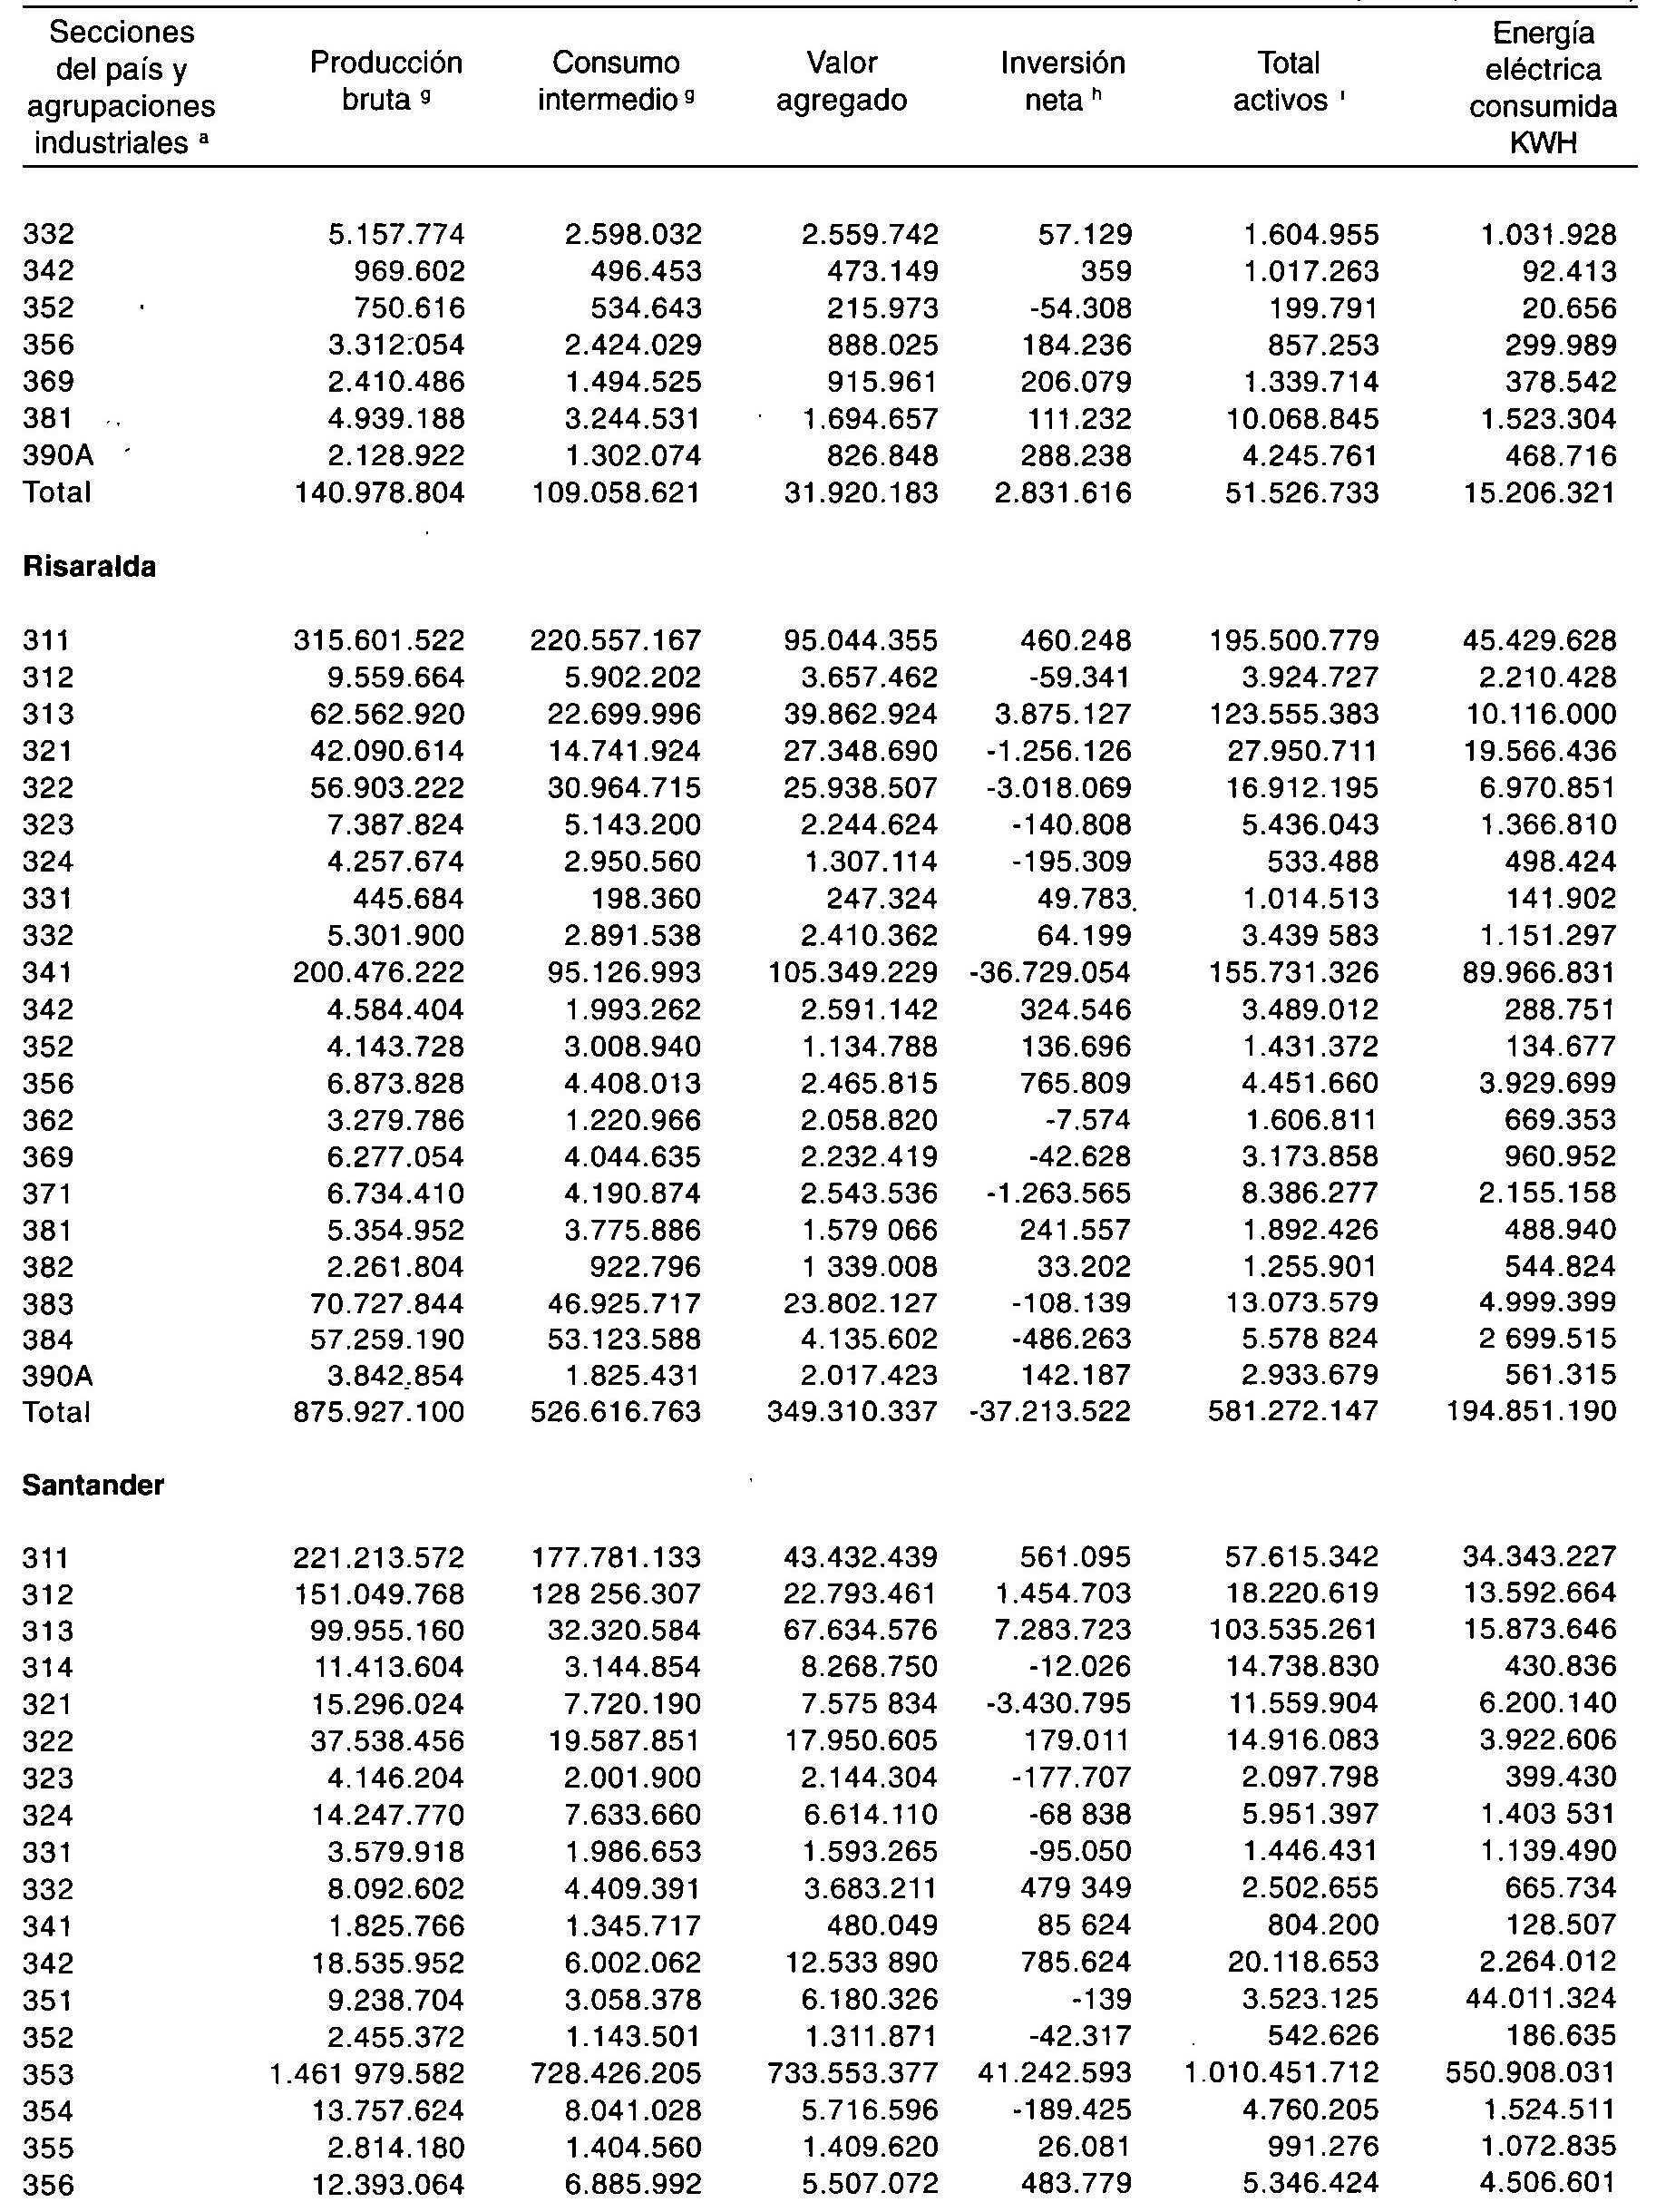 Secciones del país y agrupaciones industriales a Producción bruta g Consumo intermedio g Valor agregado Inversión neta h Total activos i Energía eléctrica consumida KWH
332 5.157.774 2.598.032 2.559.742 57.129 1.604.955 1.031.928
342 969.602 496.453 473.149 359 1.017.263 92.413
352 750.616 534.643 215.973 -54.308 199.791 20.656
356 3.312.054 2.424.029 888.025 184.236 857.253 299.989
369 2.410.486 1.494.525 915.961 206.079 1.339.714 378.542
381 4.939.188 3.244.531 1.694.657 111.232 10.068.845 1.523.304
390A 2.128.922 1.302.074 826.848 288.238 4.245.761 468.716
Total 140.978.804 109.058.621 31.920.183 2.831.616 51.526.733 15.206.321
Risaralda
311 315.601.522 220.557.167 95.044.355 460.248 195.500.779 45.429.628
312 9.559.664 5.902.202 3.657.462 -59.341 3.924.727 2.210.428
313 62.562.920 22.699.996 39.862.924 3.875.127 123.555.383 10.116.000
321 42.090.614 14.741.924 27.348.690 -1.256.126 27.950.711 19.566.436
322 56.903.222 30.964.715 25.938.507 -3.018.069 16.912.195 6.970.851
323 7.387.824 5.143.200 2.244.624 -140.808 5.436.043 1.366.810
324 4.257.674 2.950.560 1.307.114 -195.309 533.488 498.424
331 445.684 198.360 247.324 49.783 1.014.513 141.902
332 5.301.900 2.891.538 2.410.362 64.199 3.439 583 1.151.297
341 200.476.222 95.126.993 105.349.229 -36.729.054 155.731.326 89.966.831
342 4.584.404 1.993.262 2.591.142 324.546 3.489.012 288.751
352 4.143.728 3.008.940 1.134.788 136.696 1.431.372 134.677
356 6.873.828 4.408.013 2.465.815 765.809 4.451.660 3.929.699
362 3.279.786 1.220.966 2.058.820 -7.574 1.606.811 669.353
369 6.277.054 4.044.635 2.232.419 -42.628 3.173.858 960.952
371 6.734.410 4.190.874 2.543.536 -1.263.565 8.386.277 2.155.158
381 5.354.952 3.775.886 1.579 066 241.557 1.892.426 488.940
382 2.261.804 922.796 1 339.008 33.202 1.255.901 544.824
383 70.727.844 46.925.717 23.802.127 -108.139 13.073.579 4.999.399
384 57.259.190 53.123.588 4.135.602 -486.263 5.578 824 2 699.515
390A 3.842.854 1.825.431 2.017.423 142.187 2.933.679 561.315
Total 875.927.100 526.616.763 349.310.337 -37.213.522 581.272.147 194.851.190
Santander
311 221.213.572 177.781.133 43.432.439 561.095 57.615.342 34.343.227
312 151.049.768 128 256.307 22.793.461 1.454.703 18.220.619 13.592.664
313 99.955.160 32.320.584 67.634.576 7.283.723 103.535.261 15.873.646
314 11.413.604 3.144.854 8.268.750 -12.026 14.738.830 430.836
321 15.296.024 7.720.190 7.575 834 -3.430.795 11.559.904 6.200.140
322 37.538.456 19.587.851 17.950.605 179.011 14.916.083 3.922.606
323 4.146.204 2.001.900 2.144.304 -177.707 2.097.798 399.430
324 14.247.770 7.633.660 6.614.110 -68 838 5.951.397 1.403 531
331 3.579.918 1.986.653 1.593.265 -95.050 1.446.431 1.139.490
332 8.092.602 4.409.391 3.683.211 479 349 2.502.655 665.734
341 1.825.766 1.345.717 480.049 85 624 804.200 128.507
342 18.535.952 6.002.062 12.533 890 785.624 20.118.653 2.264.012
351 9.238.704 3.058.378 6.180.326 -139 3.523.125 44.011.324
352 2.455.372 1.143.501 1.311.871 -42.317 542.626 186.635
353 1.461 979.582 728.426.205 733.553.377 41.242.593 1.010.451.712 550.908.031
354 13.757.624 8.041.028 5.716.596 -189.425 4.760.205 1.524.511
355 2.814.180 1.404.560 1.409.620 26.081 991.276 1.072.835
356 12.393.064 6.885.992 5.507.072 483.779 5.346.424 4.506.601